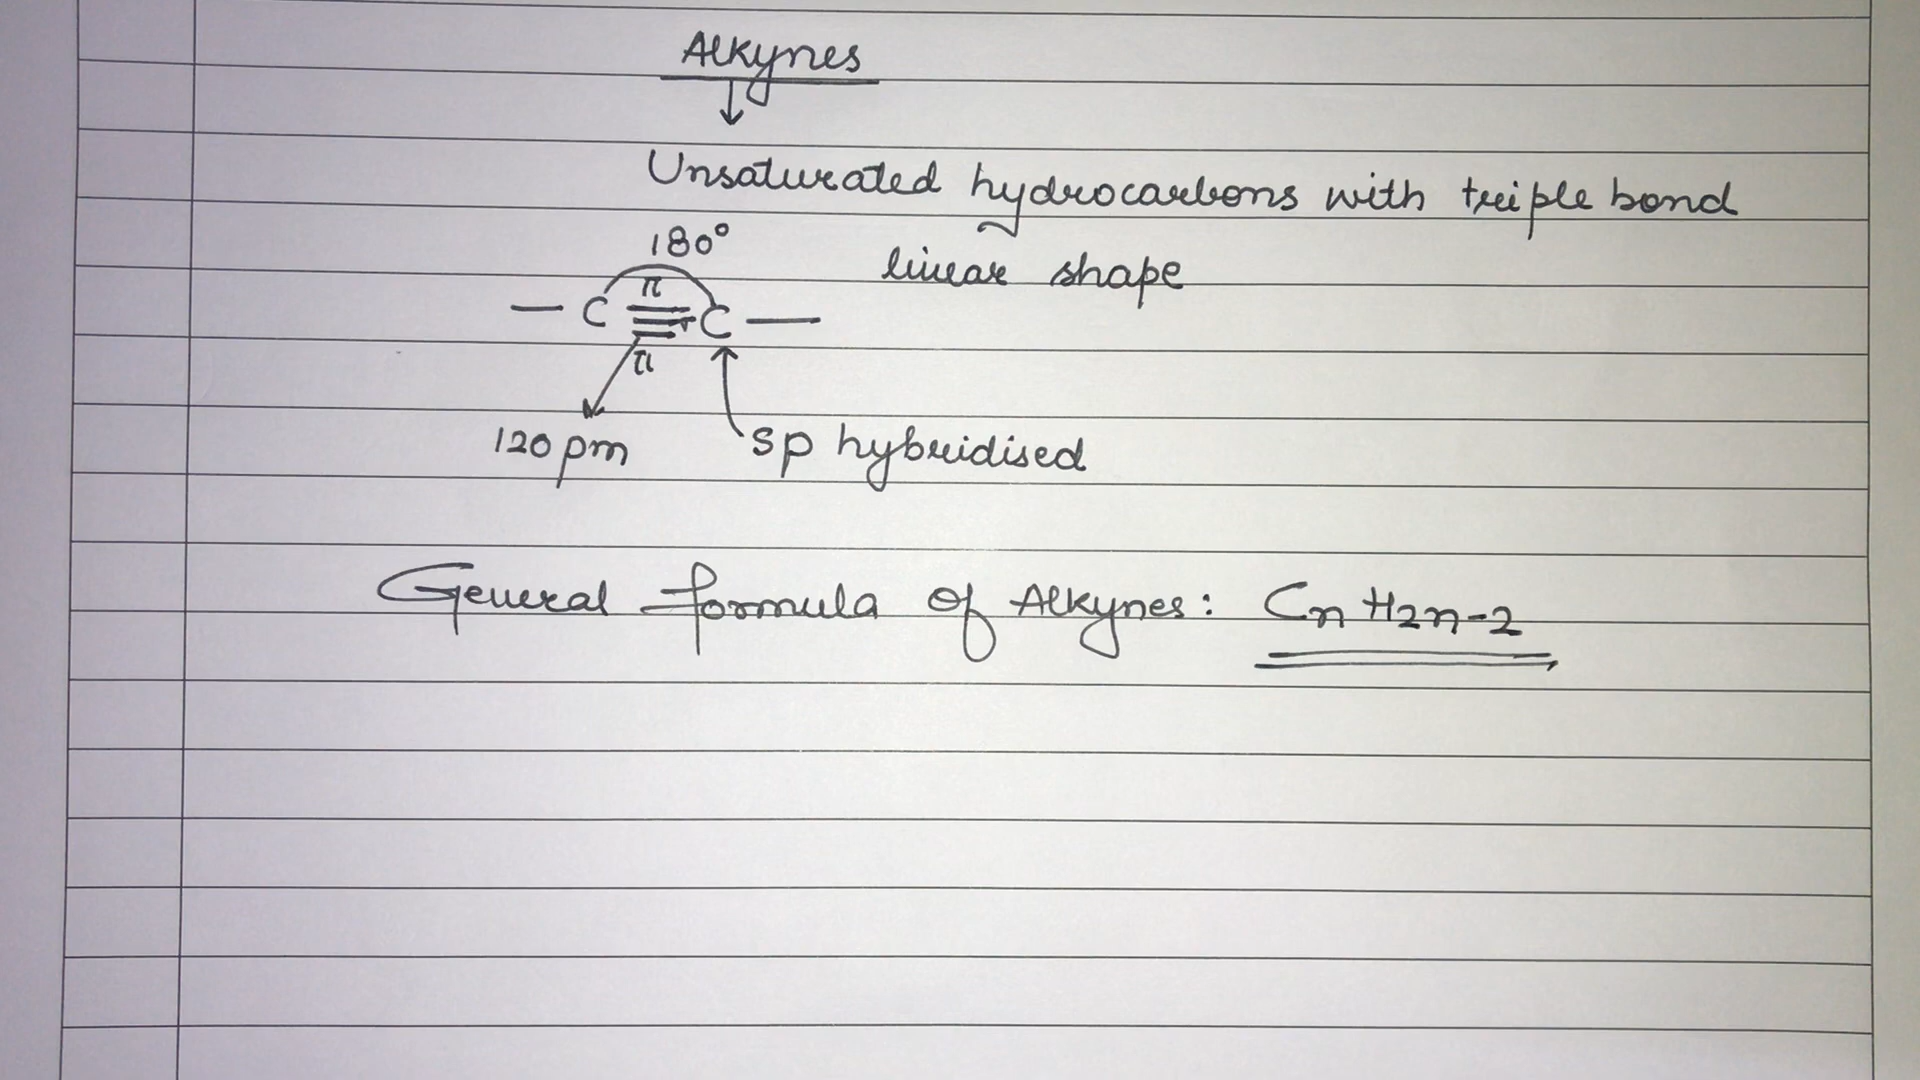 Alkynes
↓
Unsaturated hydrocarbons with triple bond
180° linear shape
π
— C ≡ C —
π
120 pm sp hybridised
General formula of Alkynes: CnH2n-2